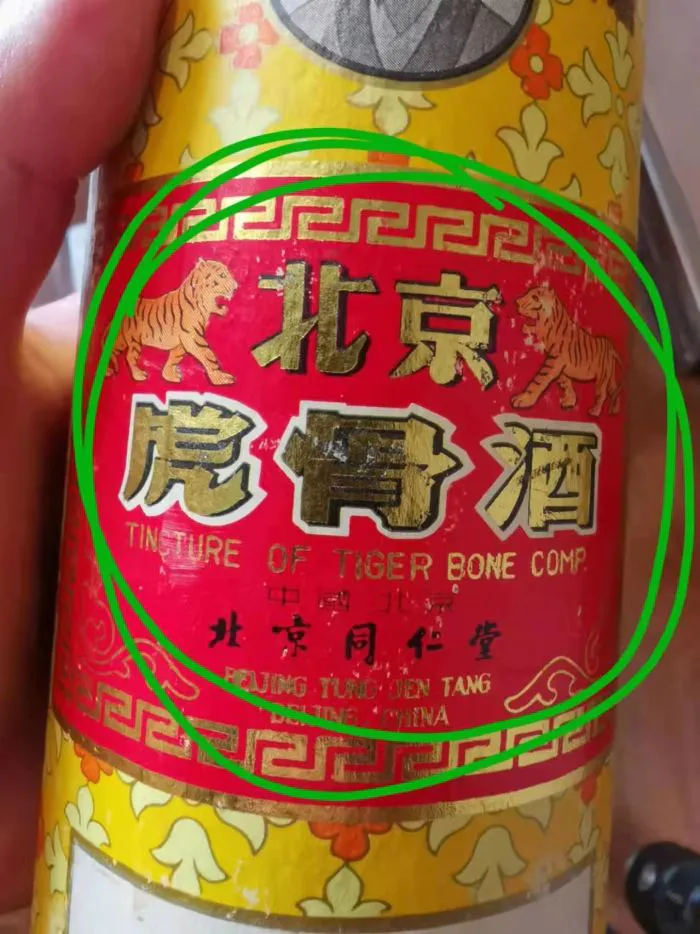 北京
虎骨酒
TINCTURE OF TIGER BONE COMP.
中國 北京
北京同仁堂
BEIJING TUNG JEN TANG
BEIJING, CHINA